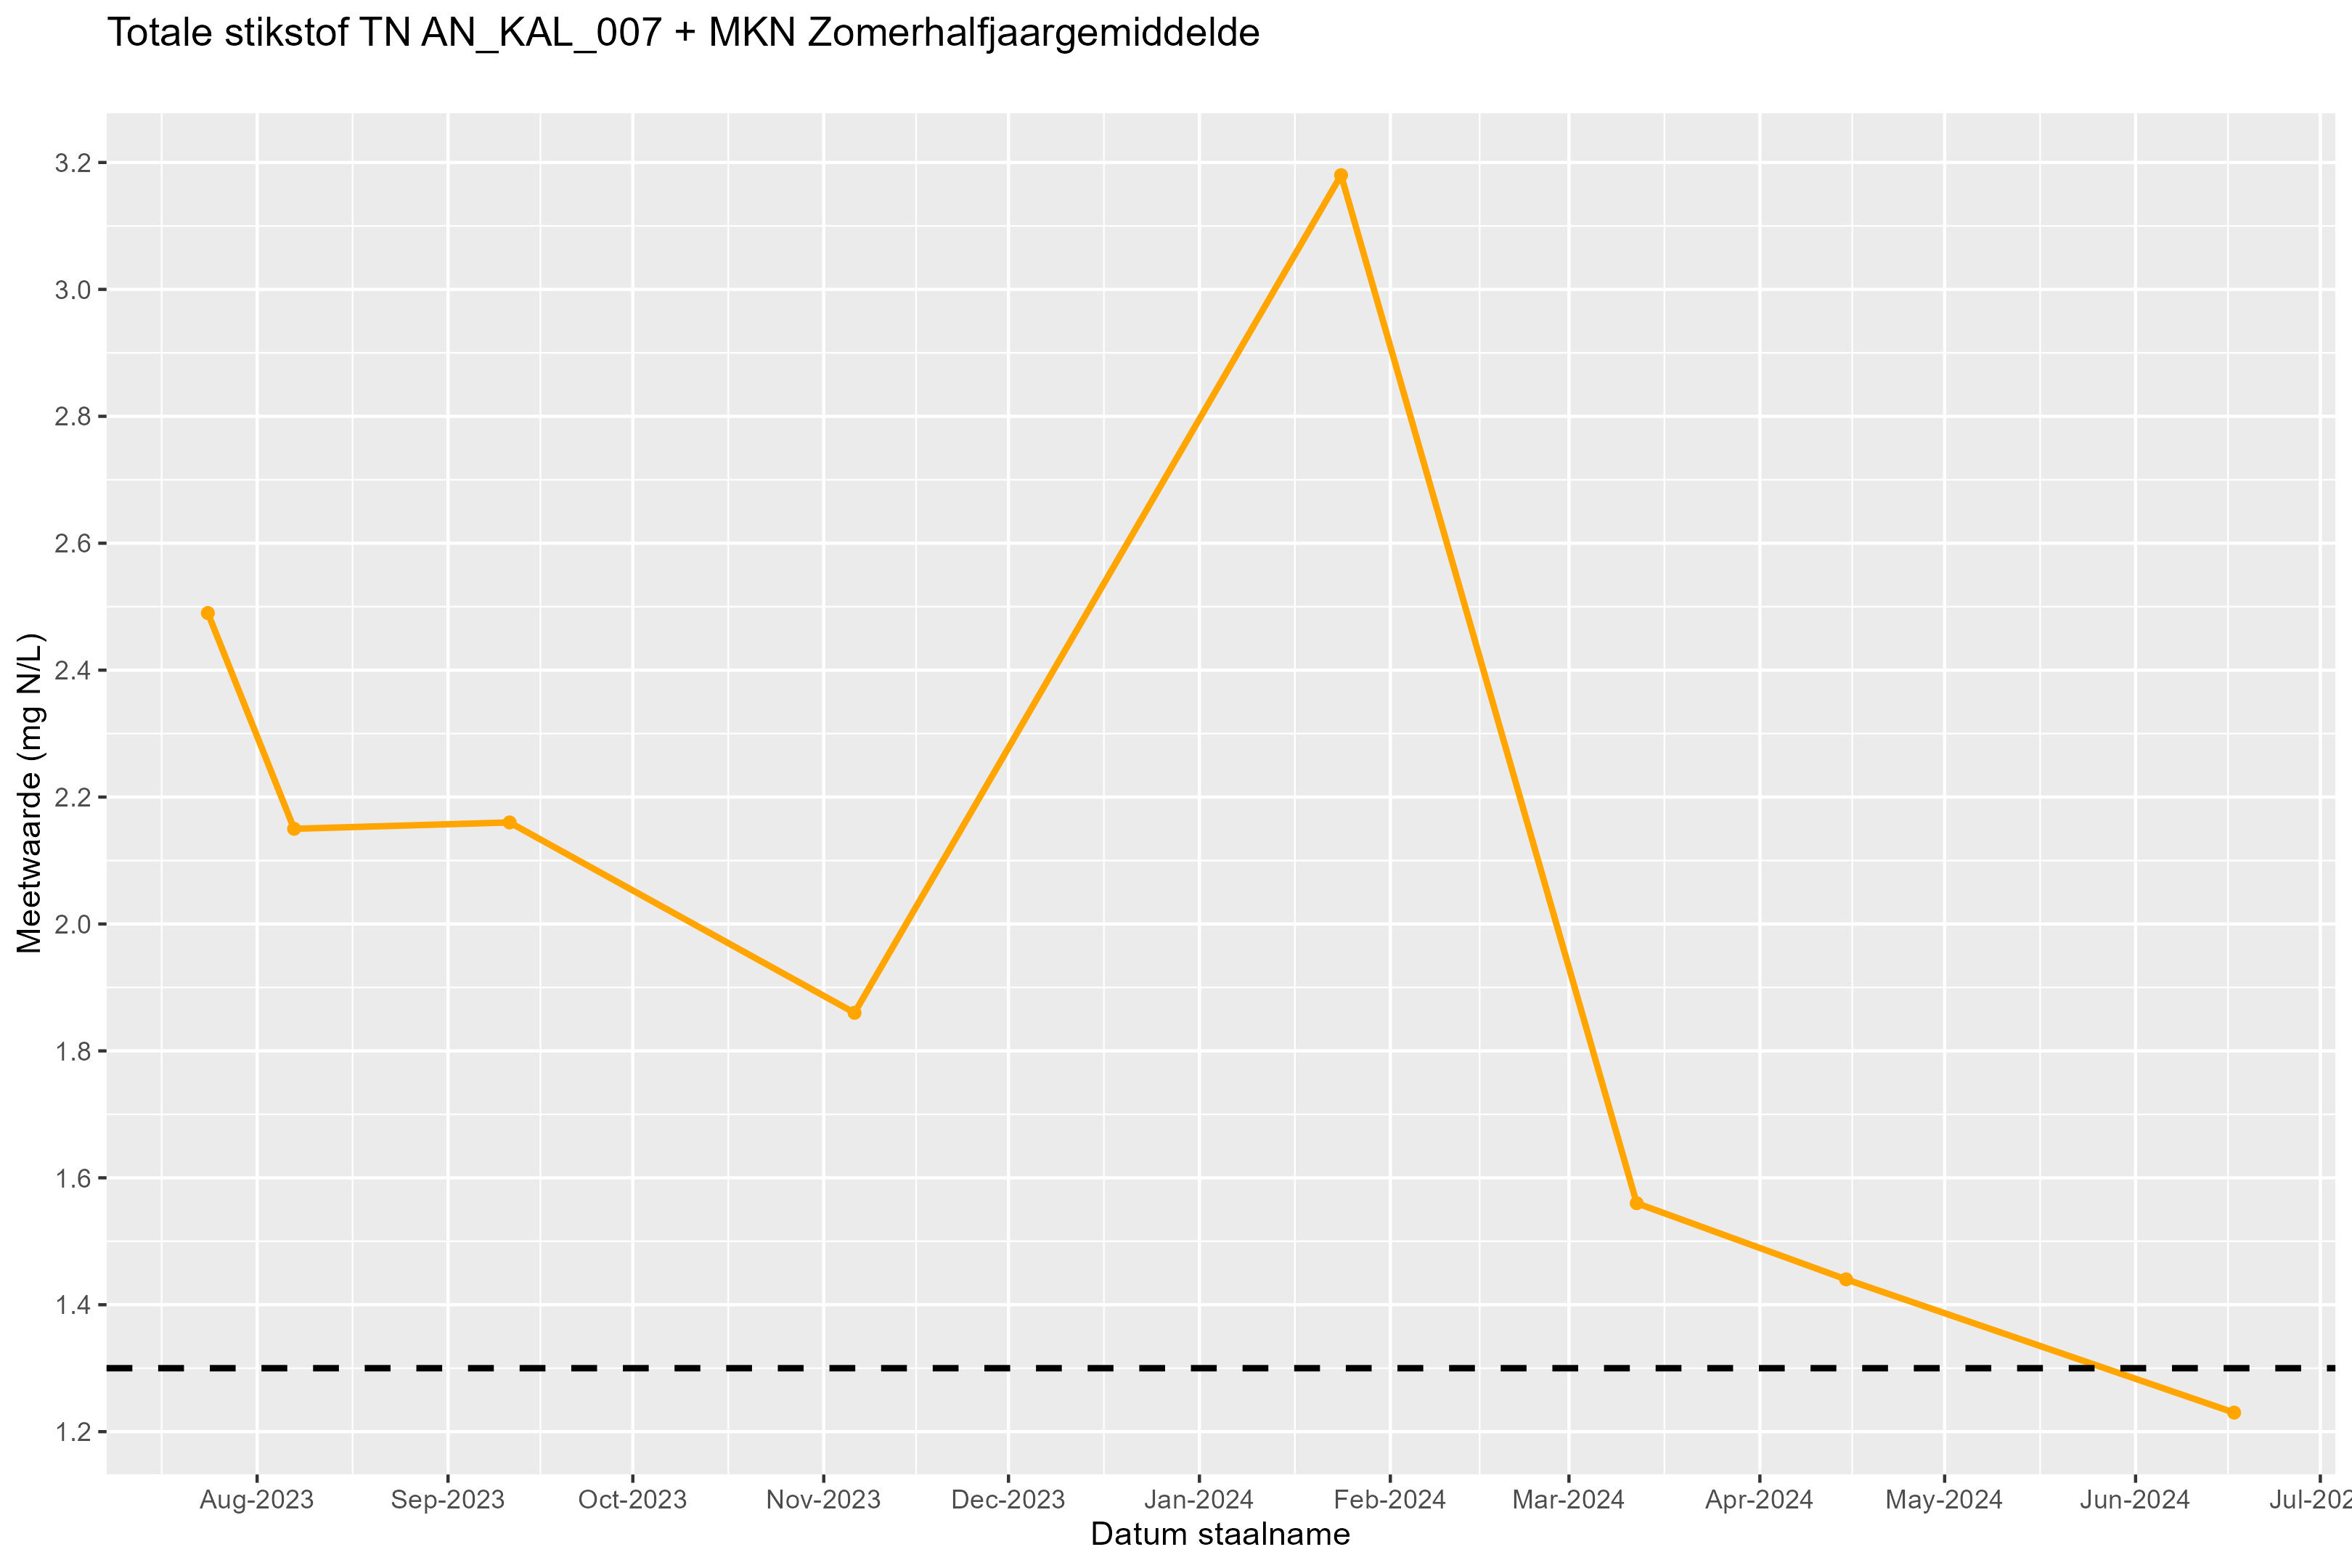 Totale stikstof TN AN_KAL_007 + MKN Zomerhalfjaargemiddelde
Meetwaarde (mg N/L)
3.2
3.0
2.8
2.6
2.4
2.2
2.0
1.8
1.6
1.4
1.2
Aug-2023 Sep-2023 Oct-2023 Nov-2023 Dec-2023 Jan-2024 Feb-2024 Mar-2024 Apr-2024 May-2024 Jun-2024 Jul-202
Datum staalname